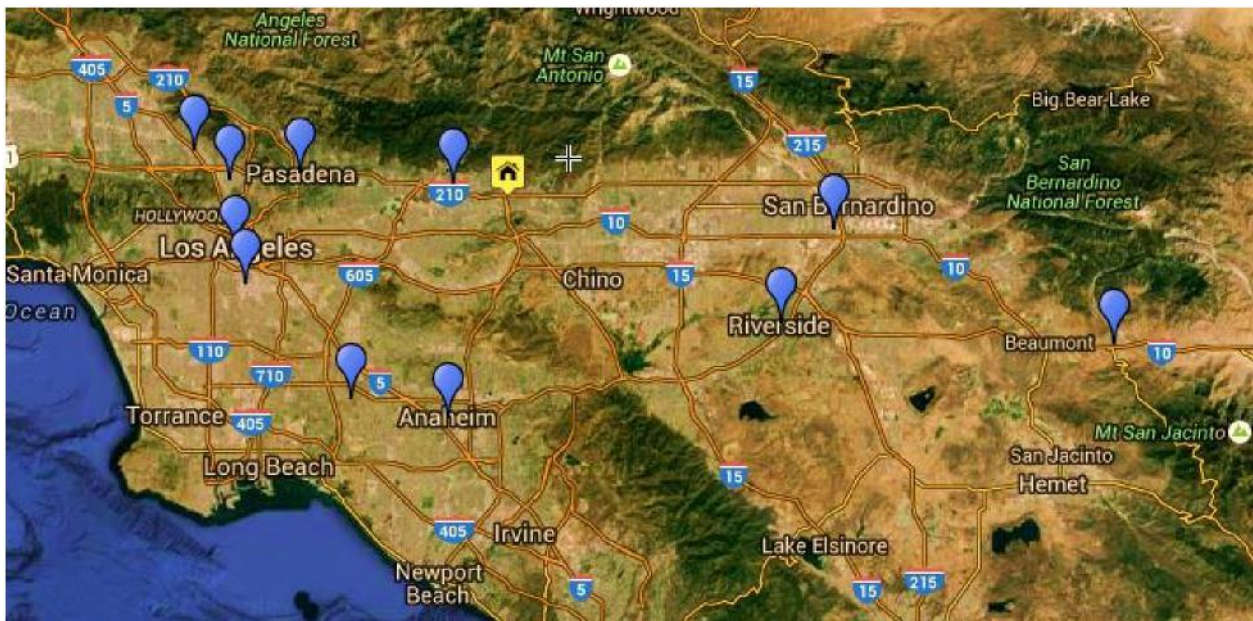 Wrightwood
Angeles
National Forest
Mt San
Antonio
405
210
15
5
Big Bear Lake
215
1
Pasadena
210
San
Bernardino
National Forest
HOLLYWOO
San Bernardino
10
Los Angeles
Santa Monica
605
Chino
15
10
Ocean
Riverside
Beaumont
10
110
710
5
Torrance
405
Anaheim
Mt San Jacinto
Long Beach
San Jacinto
15
Hemet
405
Irvine
Lake Elsinore
Newport
Beach
5
15
215